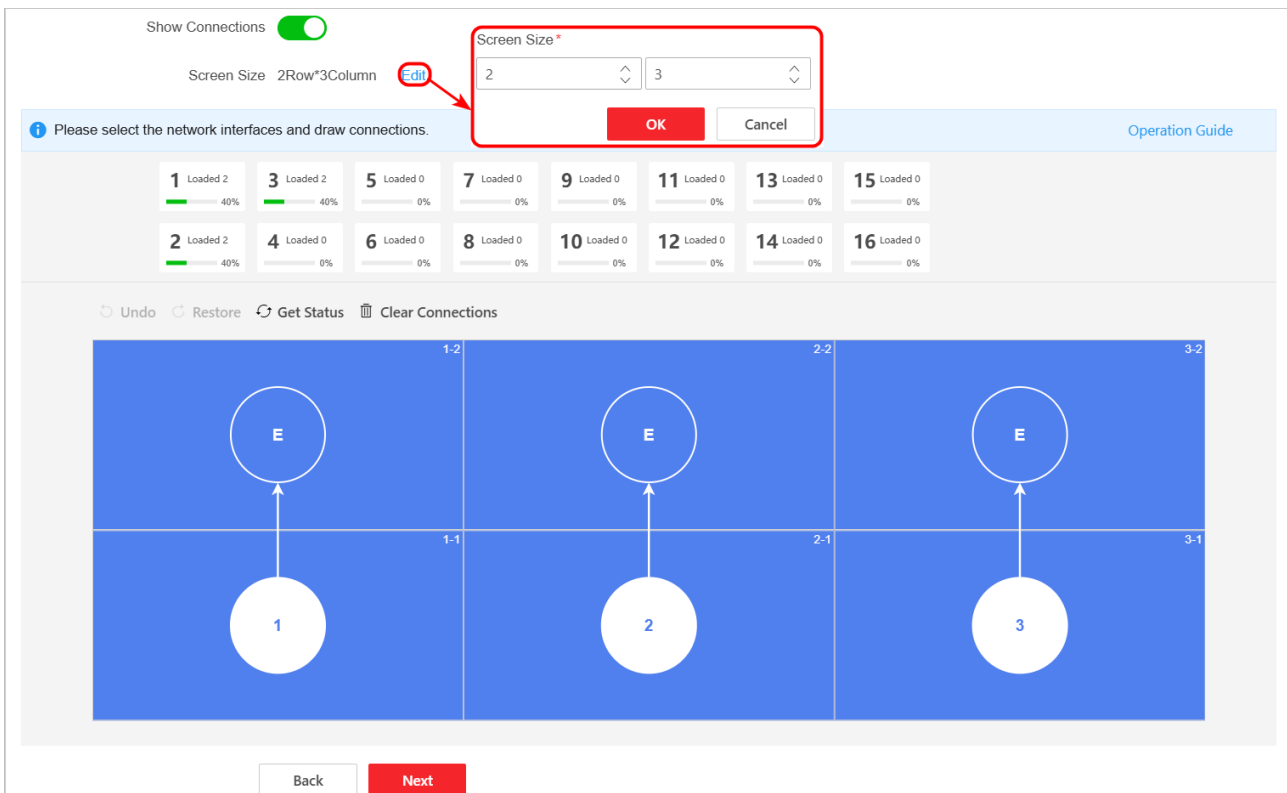 Show Connections
Screen Size *
Screen Size 2Row*3Column Edit
2 3
OK Cancel
Please select the network interfaces and draw connections. Operation Guide
1 Loaded 2 3 Loaded 2 5 Loaded 0 7 Loaded 0 9 Loaded 0 11 Loaded 0 13 Loaded 0 15 Loaded 0
40% 40% 0% 0% 0% 0% 0% 0%
2 Loaded 2 4 Loaded 0 6 Loaded 0 8 Loaded 0 10 Loaded 0 12 Loaded 0 14 Loaded 0 16 Loaded 0
40% 0% 0% 0% 0% 0% 0% 0%
Undo Restore Get Status Clear Connections
1-2 2-2 3-2
E E E
1-1 2-1 3-1
1 2 3
Back Next